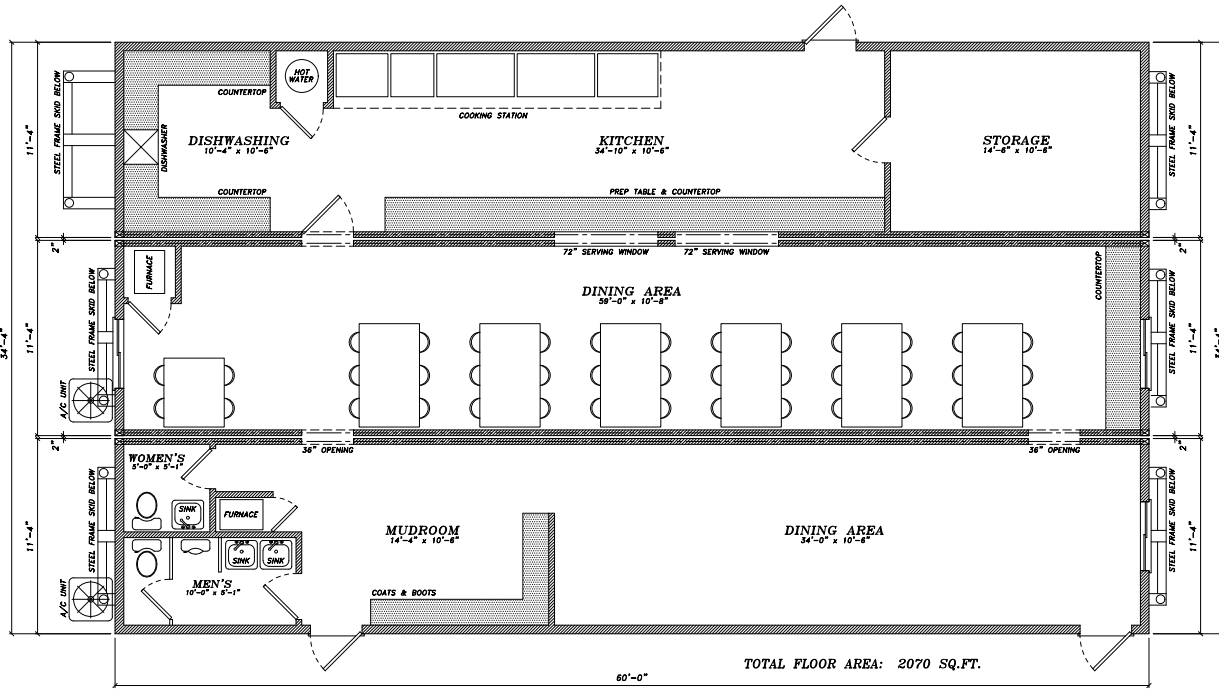 HOT
WATER
COUNTERTOP
COOKING STATION
DISHWASHING
10'-4" x 10'-6"
DISHWASHER
COUNTERTOP
KITCHEN
34'-10" x 10'-6"
PREP TABLE & COUNTERTOP
STORAGE
14'-6" x 10'-6"
STEEL FRAME SKID BELOW
11'-4"
STEEL FRAME SKID BELOW
11'-4"
2"
2"
72" SERVING WINDOW
72" SERVING WINDOW
FURNACE
DINING AREA
59'-0" x 10'-8"
COUNTERTOP
34'-4"
11'-4"
STEEL FRAME SKID BELOW
A/C UNIT
STEEL FRAME SKID BELOW
11'-4"
34'-4"
2"
2"
36" OPENING
36" OPENING
WOMEN'S
5'-0" x 5'-1"
SINK
FURNACE
MUDROOM
14'-4" x 10'-6"
DINING AREA
34'-0" x 10'-6"
SINK
SINK
MEN'S
10'-0" x 5'-1"
COATS & BOOTS
11'-4"
STEEL FRAME SKID BELOW
A/C UNIT
STEEL FRAME SKID BELOW
11'-4"
TOTAL FLOOR AREA: 2070 SQ.FT.
60'-0"